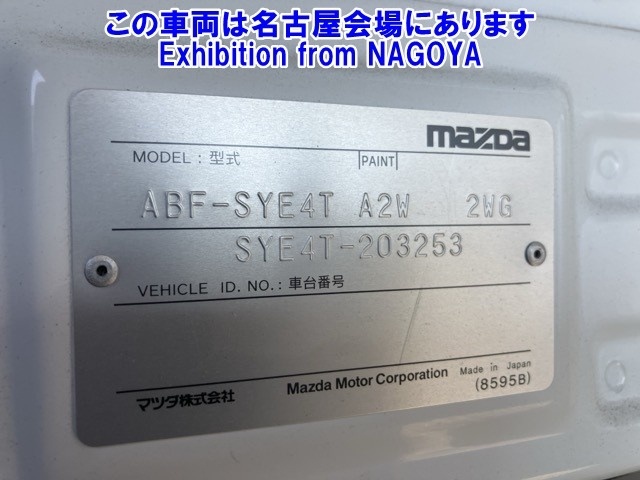 この車両は名古屋会場にあります
Exhibition from NAGOYA
mazda
MODEL : 型式 PAINT
ABF-SYE4T A2W 2WG
SYE4T-203253
VEHICLE ID. NO. : 車台番号
マツダ株式会社 Mazda Motor Corporation Made in Japan
(8595B)